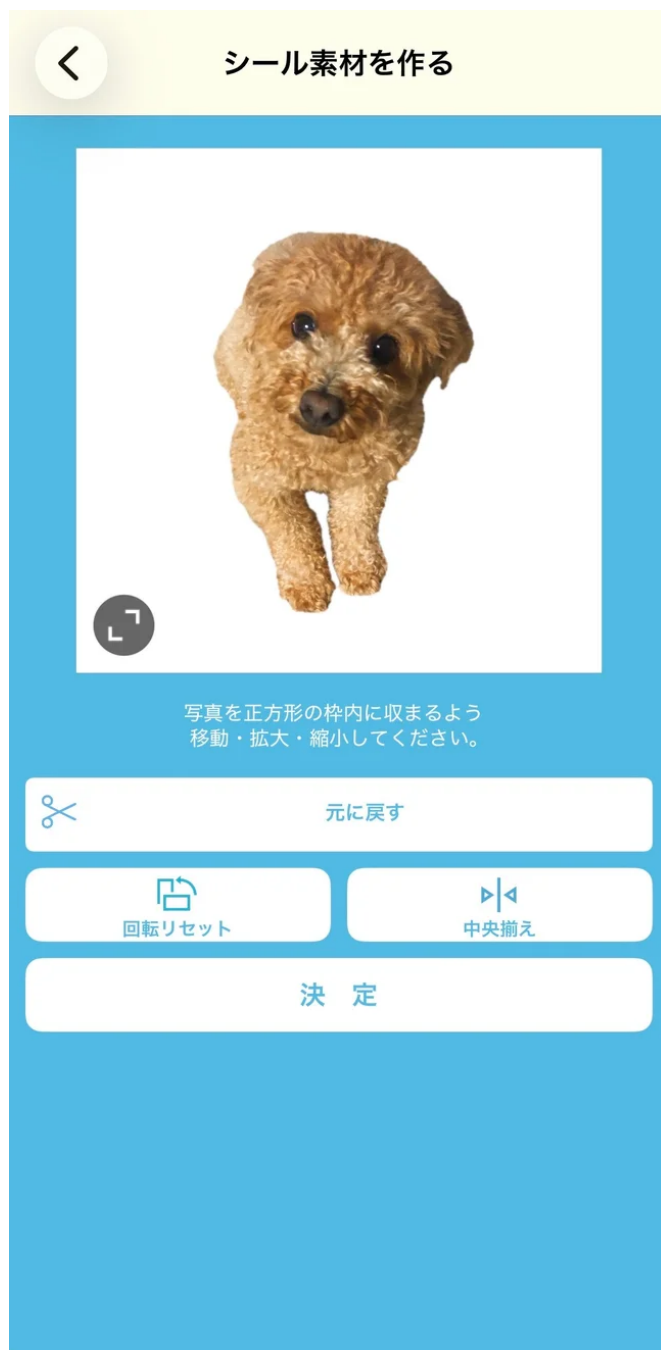 シール素材を作る
写真を正方形の枠内に収まるよう
移動・拡大・縮小してください。
元に戻す
回転リセット
中央揃え
決 定